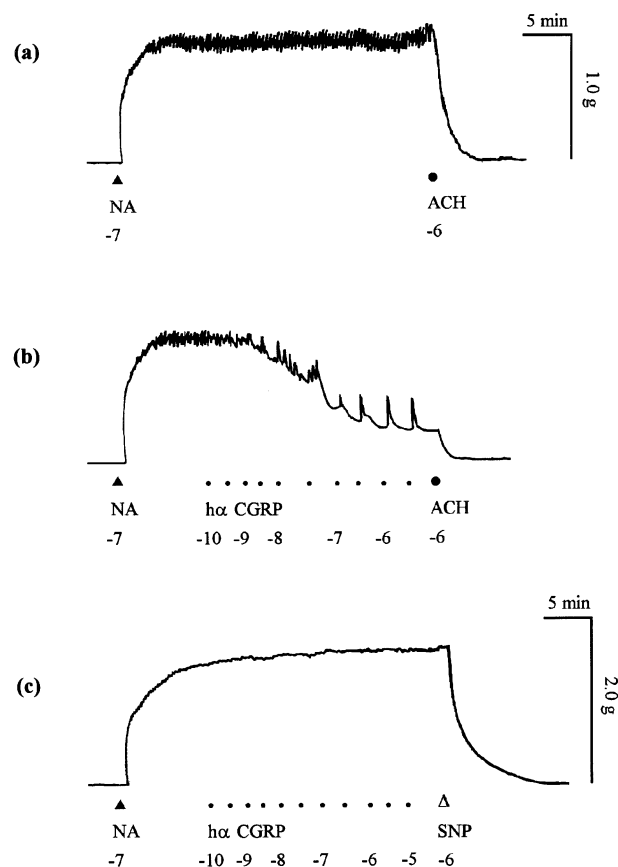 (a)
5 min
1.0 g
NA
ACH
-7
-6
(b)
NA
hα CGRP
ACH
-7
-10
-9
-8
-7
-6
-6
5 min
(c)
2.0 g
NA
hα CGRP
SNP
-7
-10
-9
-8
-7
-6
-5
-6